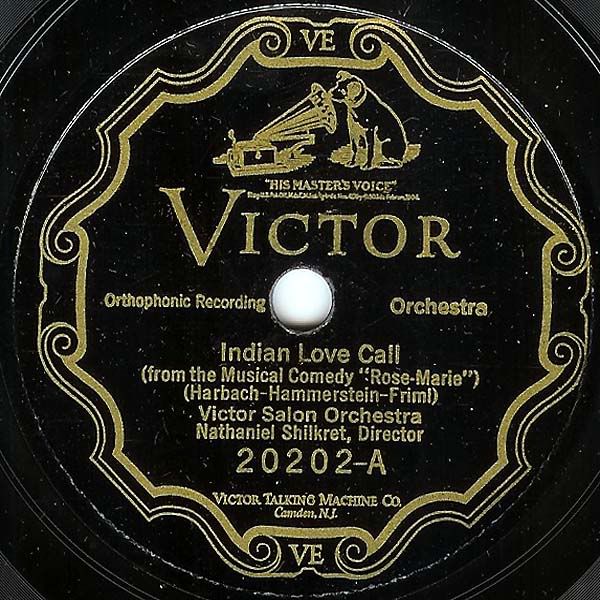 VE
"HIS MASTER'S VOICE"
VICTOR
Orthophonic Recording
Orchestra
Indian Love Call
(from the Musical Comedy "Rose-Marie")
(Harbach-Hammerstein-Friml)
Victor Salon Orchestra
Nathaniel Shilkret, Director
20202-A
VICTOR TALKING MACHINE CO.
Camden, N.J.
VE